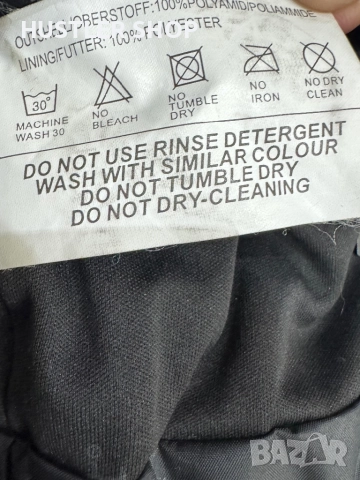 OBERSTOFF:100%POLYAMID/POLIAMMIDE
LINING/FUTTER: 100% POLYESTER
30°
MACHINE
WASH 30
NO
BLEACH
NO
TUMBLE
DRY
NO
IRON
NO DRY
CLEAN
DO NOT USE RINSE DETERGENT
WASH WITH SIMILAR COLOUR
DO NOT TUMBLE DRY
DO NOT DRY-CLEANING
BAZAR